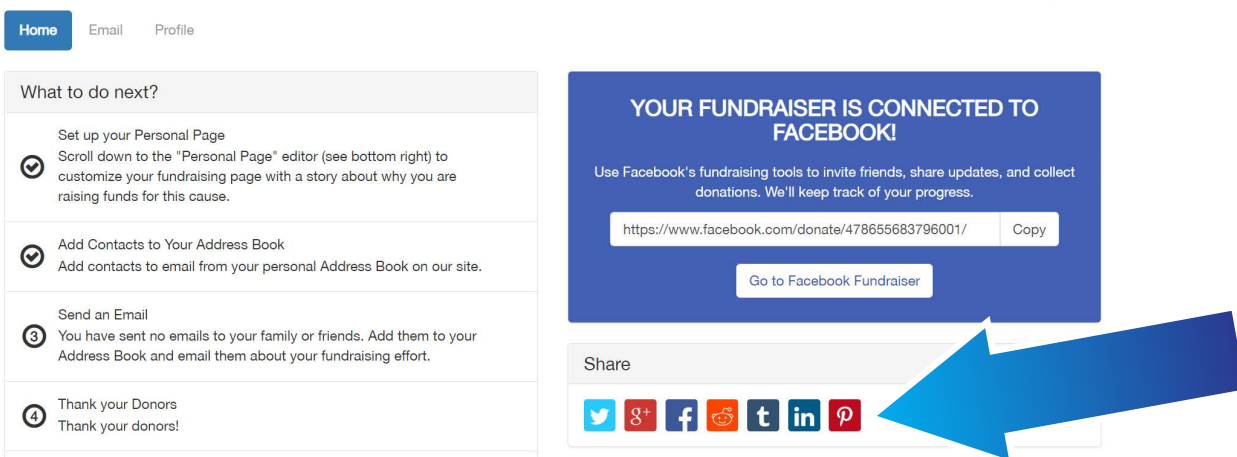 Home Email Profile
What to do next?
Set up your Personal Page
Scroll down to the "Personal Page" editor (see bottom right) to
customize your fundraising page with a story about why you are
raising funds for this cause.
Add Contacts to Your Address Book
Add contacts to email from your personal Address Book on our site.
Send an Email
3 You have sent no emails to your family or friends. Add them to your
Address Book and email them about your fundraising effort.
4 Thank your Donors
Thank your donors!
YOUR FUNDRAISER IS CONNECTED TO
FACEBOOK!
Use Facebook's fundraising tools to invite friends, share updates, and collect
donations. We'll keep track of your progress.
https://www.facebook.com/donate/478655683796001/ Copy
Go to Facebook Fundraiser
Share
g+ f t in p